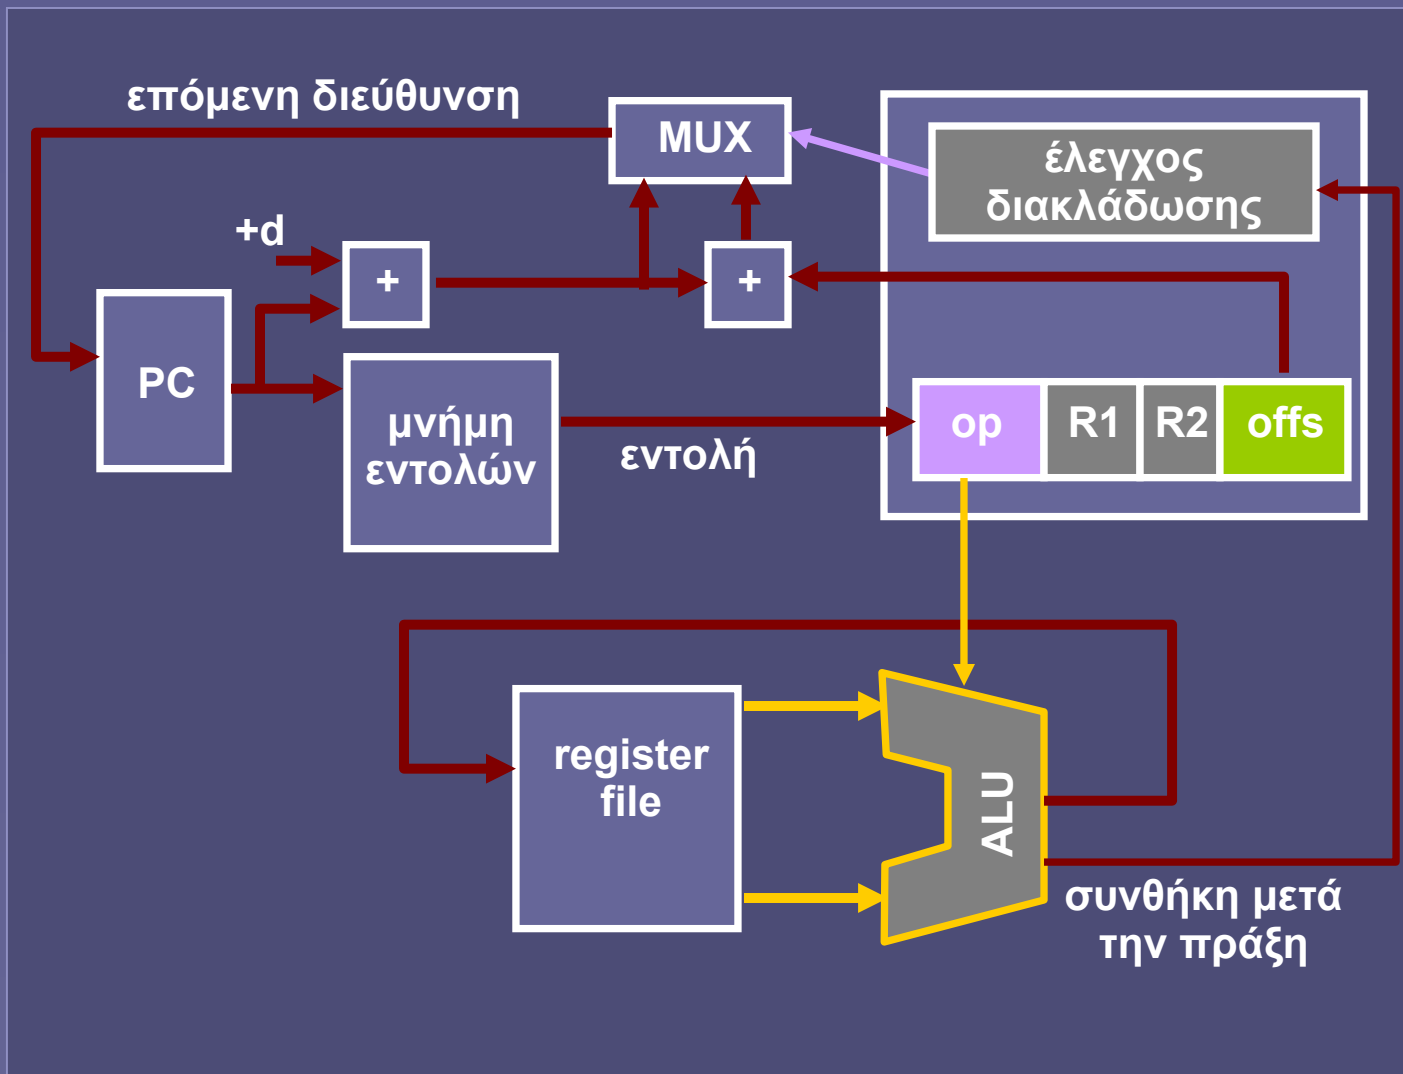 επόμενη διεύθυνση
MUX
έλεγχος
διακλάδωσης
+d
+
+
PC
μνήμη
εντολών
εντολή
op
R1
R2
offs
register
file
ALU
συνθήκη μετά
την πράξη